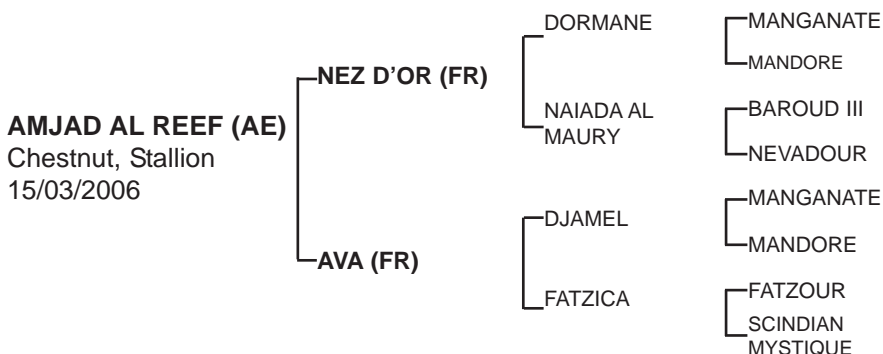 AMJAD AL REEF (AE)
Chestnut, Stallion
15/03/2006
NEZ D’OR (FR)
AVA (FR)
DORMANE
NAIADA AL
MAURY
DJAMEL
FATZICA
MANGANATE
MANDORE
BAROUD III
NEVADOUR
MANGANATE
MANDORE
FATZOUR
SCINDIAN
MYSTIQUE